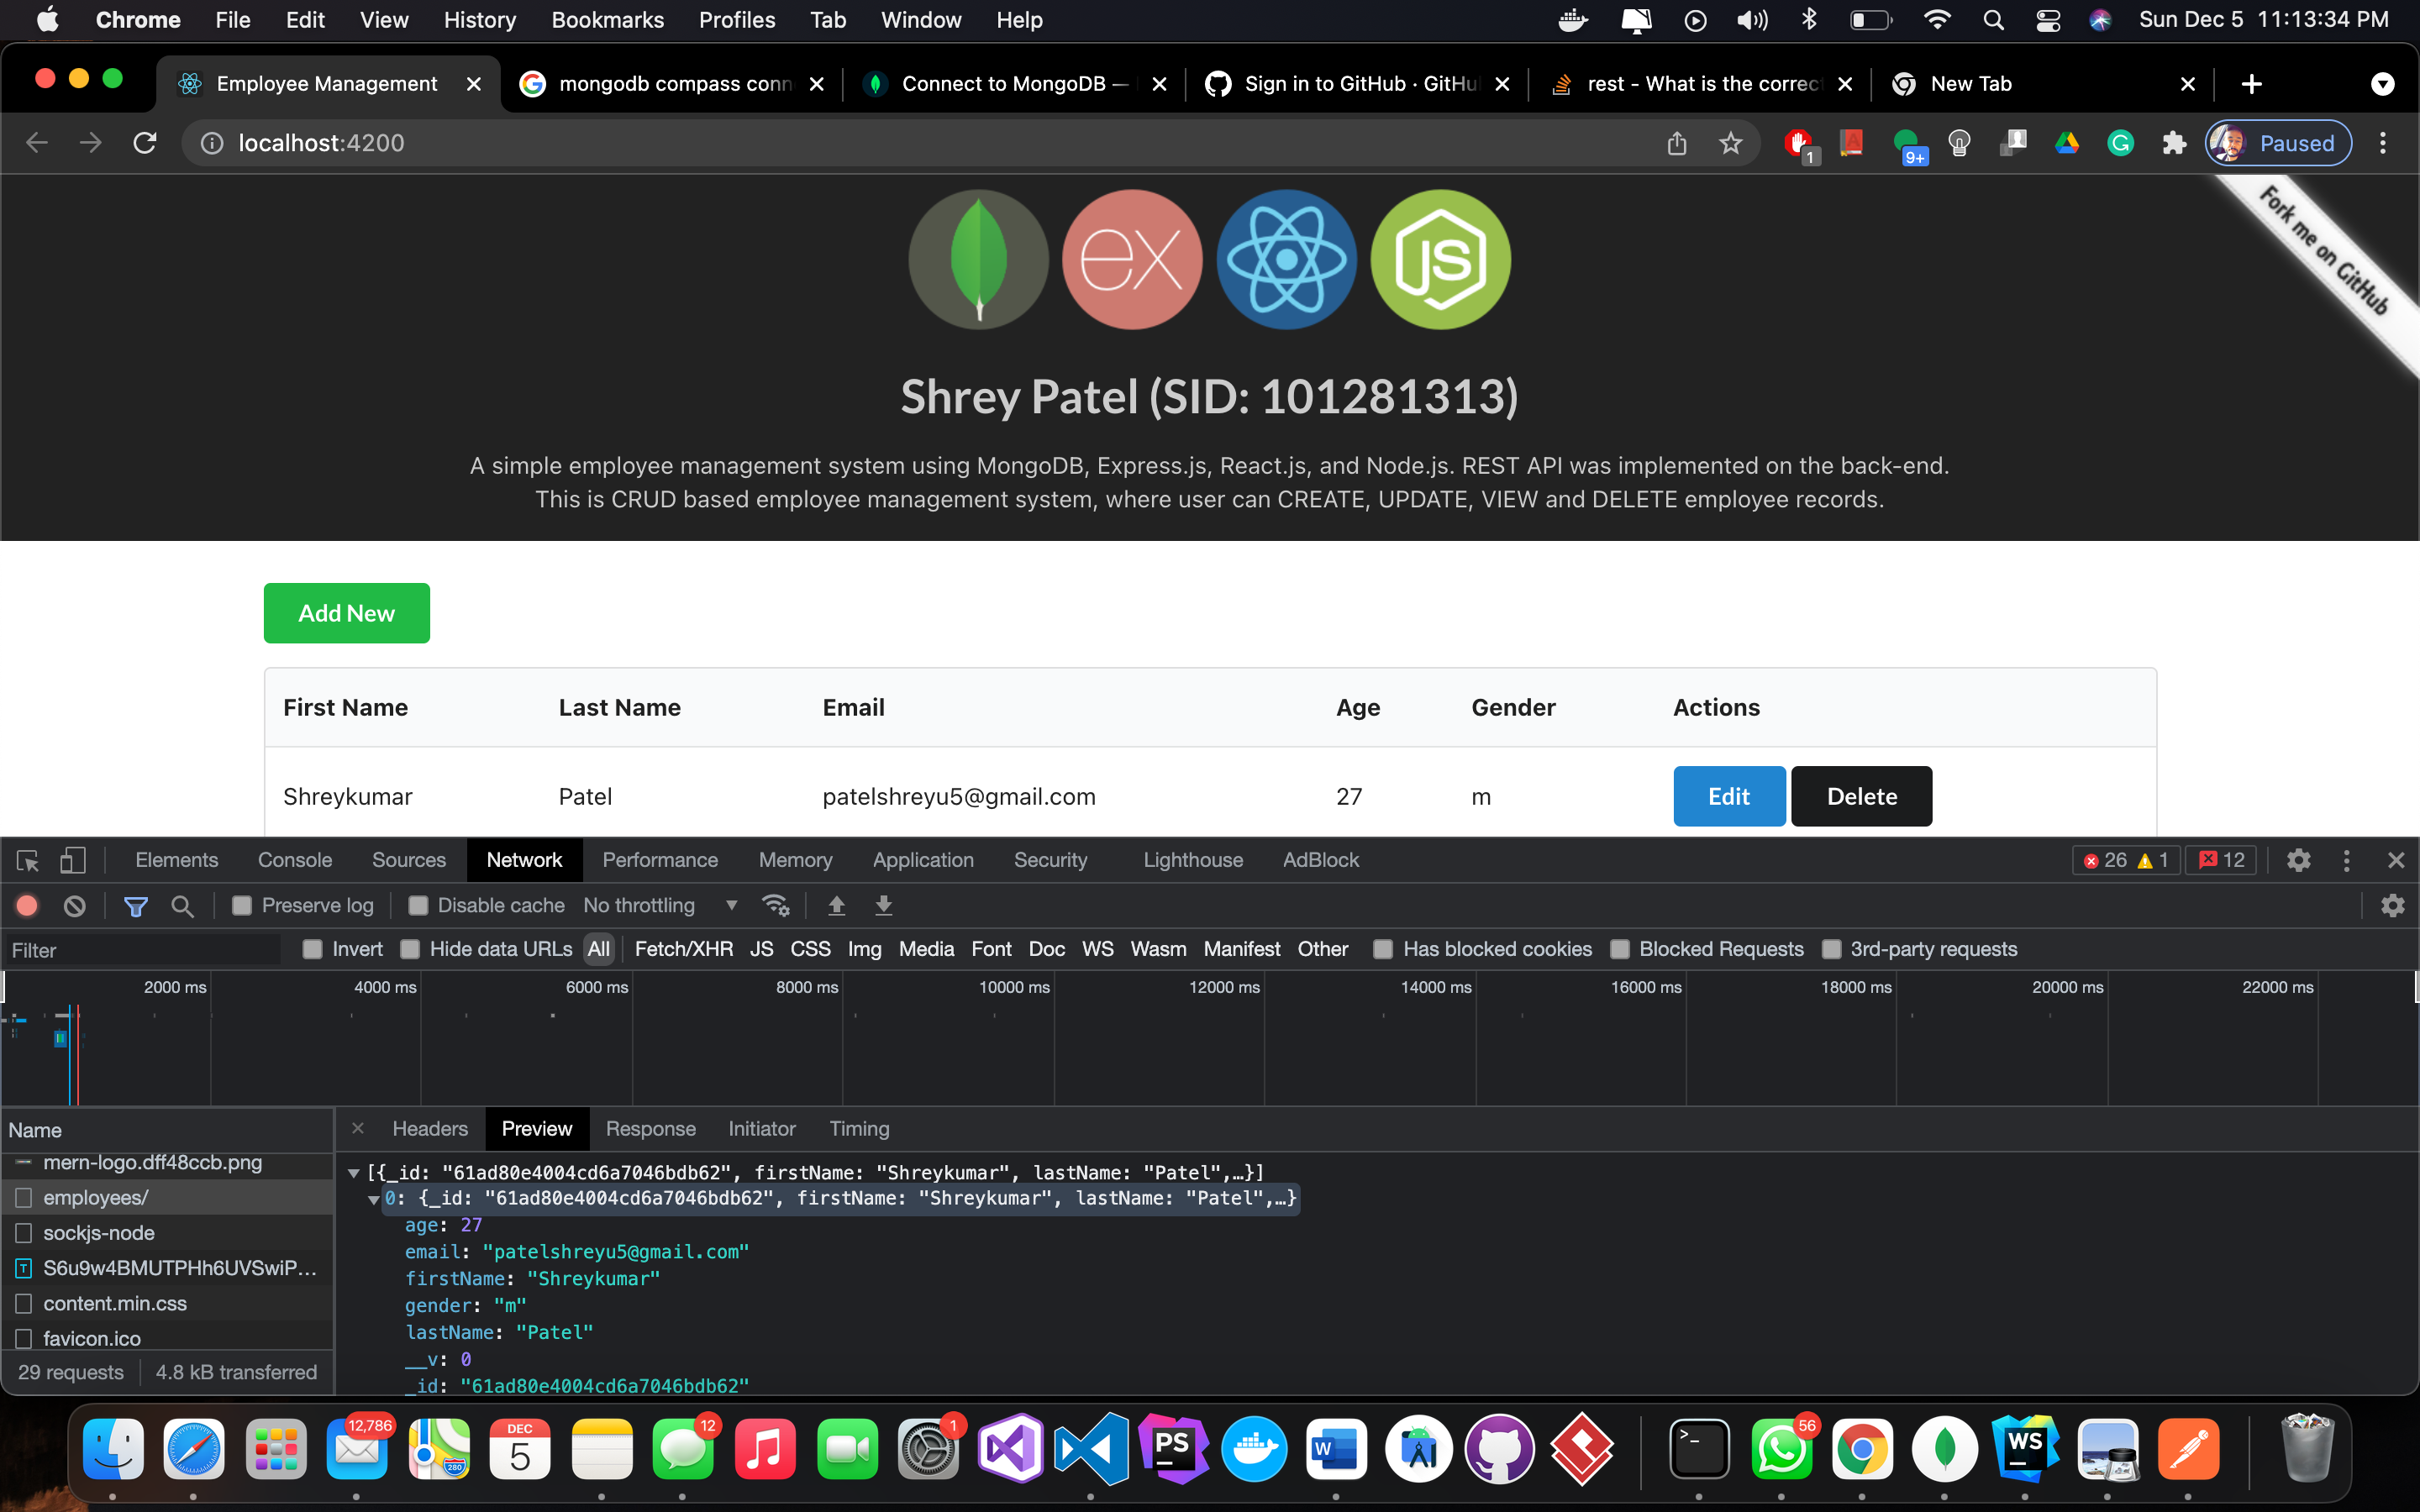 Chrome File Edit View History Bookmarks Profiles Tab Window Help Sun Dec 5 11:13:34 PM
Employee Management mongodb compass conn Connect to MongoDB — Sign in to GitHub · GitHu rest - What is the correct New Tab
localhost:4200 1 9+ Paused
ex JS
Fork me on GitHub
Shrey Patel (SID: 101281313)
A simple employee management system using MongoDB, Express.js, React.js, and Node.js. REST API was implemented on the back-end.
This is CRUD based employee management system, where user can CREATE, UPDATE, VIEW and DELETE employee records.
Add New
First Name Last Name Email Age Gender Actions
Shreykumar Patel patelshreyu5@gmail.com 27 m Edit Delete
Elements Console Sources Network Performance Memory Application Security Lighthouse AdBlock 26 1 12
Preserve log Disable cache No throttling
Filter Invert Hide data URLs All Fetch/XHR JS CSS Img Media Font Doc WS Wasm Manifest Other Has blocked cookies Blocked Requests 3rd-party requests
2000 ms 4000 ms 6000 ms 8000 ms 10000 ms 12000 ms 14000 ms 16000 ms 18000 ms 20000 ms 22000 ms
Name
mern-logo.dff48ccb.png
employees/
sockjs-node
S6u9w4BMUTPHh6UVSwiP...
content.min.css
favicon.ico
29 requests 4.8 kB transferred
Headers Preview Response Initiator Timing
[{_id: "61ad80e4004cd6a7046bdb62", firstName: "Shreykumar", lastName: "Patel",…}]
0: {_id: "61ad80e4004cd6a7046bdb62", firstName: "Shreykumar", lastName: "Patel",…}
age: 27
email: "patelshreyu5@gmail.com"
firstName: "Shreykumar"
gender: "m"
lastName: "Patel"
__v: 0
_id: "61ad80e4004cd6a7046bdb62"
12,786 280 DEC 5 12 1 PS W >_ 56 WS